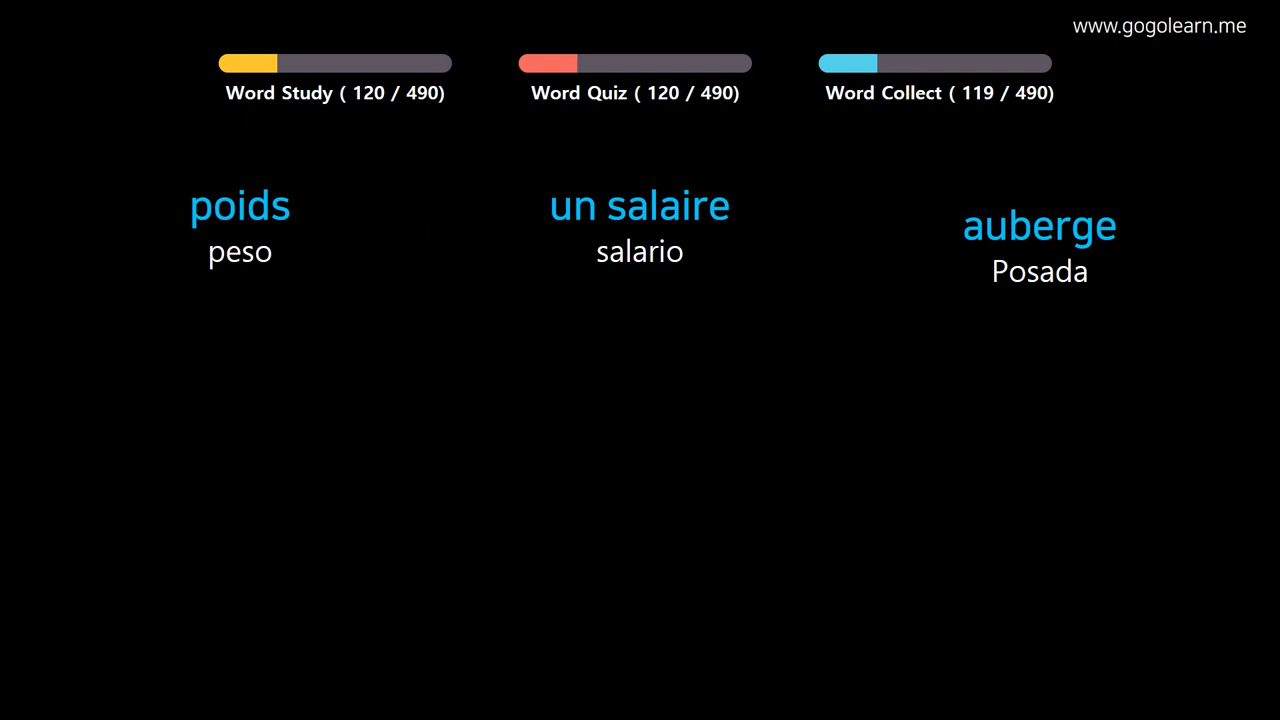 www.gogolearn.me
Word Study ( 120 / 490)
Word Quiz ( 120 / 490)
Word Collect ( 119 / 490)
poids
peso
un salaire
salario
auberge
Posada